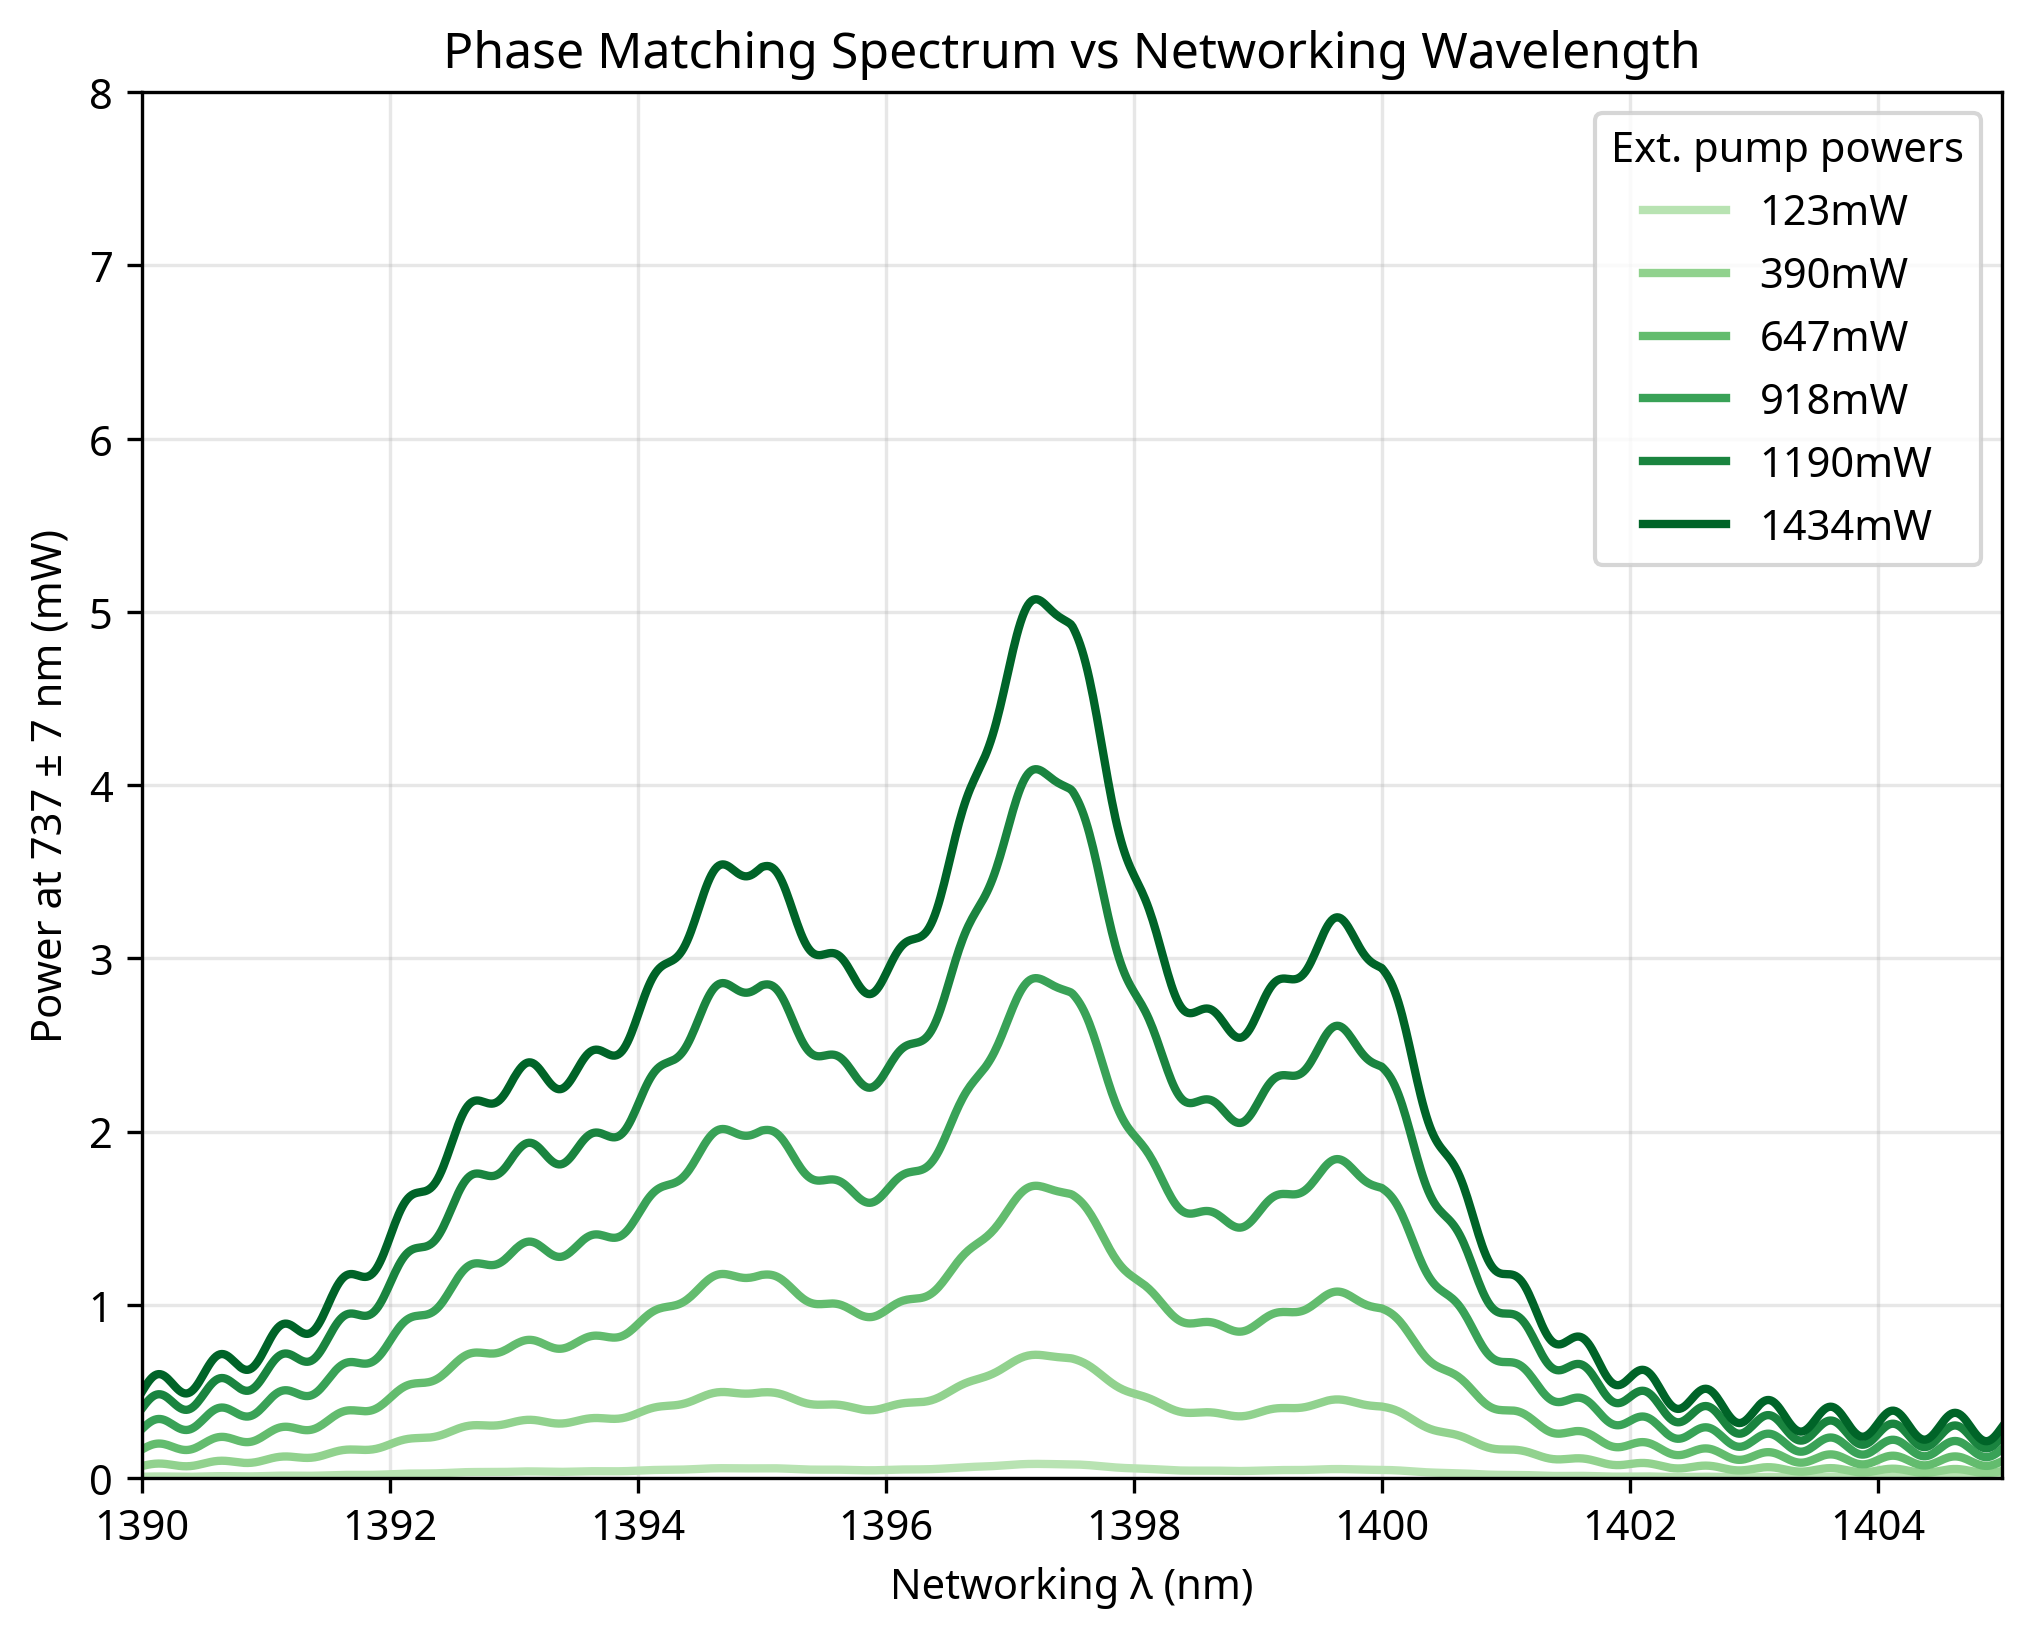 Phase Matching Spectrum vs Networking Wavelength
8
7
6
5
4
3
2
1
0
Power at 737 ± 7 nm (mW)
Ext. pump powers
123mW
390mW
647mW
918mW
1190mW
1434mW
1390 1392 1394 1396 1398 1400 1402 1404
Networking λ (nm)